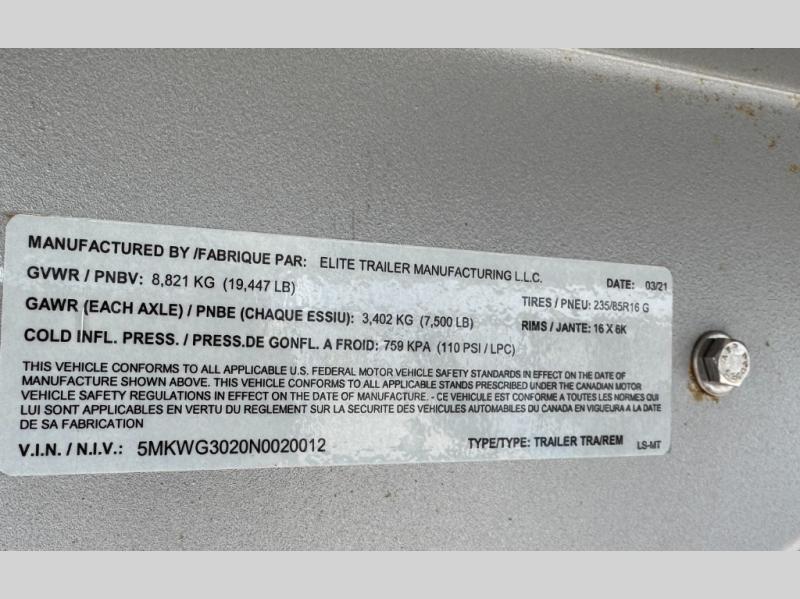 MANUFACTURED BY /FABRIQUE PAR: ELITE TRAILER MANUFACTURING L.L.C.
DATE: 03/21
GVWR / PNBV: 8,821 KG (19,447 LB)
TIRES / PNEU: 235/85R16 G
GAWR (EACH AXLE) / PNBE (CHAQUE ESSIU): 3,402 KG (7,500 LB)
RIMS / JANTE: 16 X 6K
COLD INFL. PRESS. / PRESS.DE GONFL. A FROID: 759 KPA (110 PSI / LPC)
THIS VEHICLE CONFORMS TO ALL APPLICABLE U.S. FEDERAL MOTOR VEHICLE SAFETY STANDARDS IN EFFECT ON THE DATE OF
MANUFACTURE SHOWN ABOVE. THIS VEHICLE CONFORMS TO ALL APPLICABLE STANDS PRESCRIBED UNDER THE CANADIAN MOTOR
VEHICLE SAFETY REGULATIONS IN EFFECT ON THE DATE OF MANUFACTURE. - CE VEHICULE EST CONFORME A TOUTES LES NORMES QUI
LUI SONT APPLICABLES EN VERTU DU REGLEMENT SUR LA SECURITE DES VEHICULES AUTOMOBILES DU CANADA EN VIGUEUR A LA DATE
DE SA FABRICATION
V.I.N. / N.I.V.: 5MKWG3020N0020012
TYPE/TYPE: TRAILER TRA/REM
LS-MT